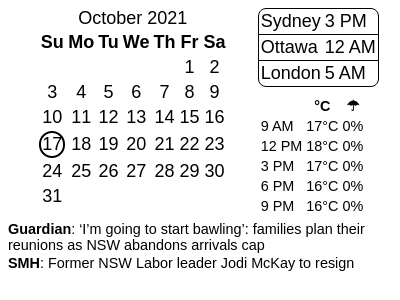 October 2021
Su Mo Tu We Th Fr Sa
1 2
3 4 5 6 7 8 9
10 11 12 13 14 15 16
17 18 19 20 21 22 23
24 25 26 27 28 29 30
31
Sydney 3 PM
Ottawa 12 AM
London 5 AM
°C ☂
9 AM 17°C 0%
12 PM 18°C 0%
3 PM 17°C 0%
6 PM 16°C 0%
9 PM 16°C 0%
Guardian: ‘I’m going to start bawling’: families plan their
reunions as NSW abandons arrivals cap
SMH: Former NSW Labor leader Jodi McKay to resign